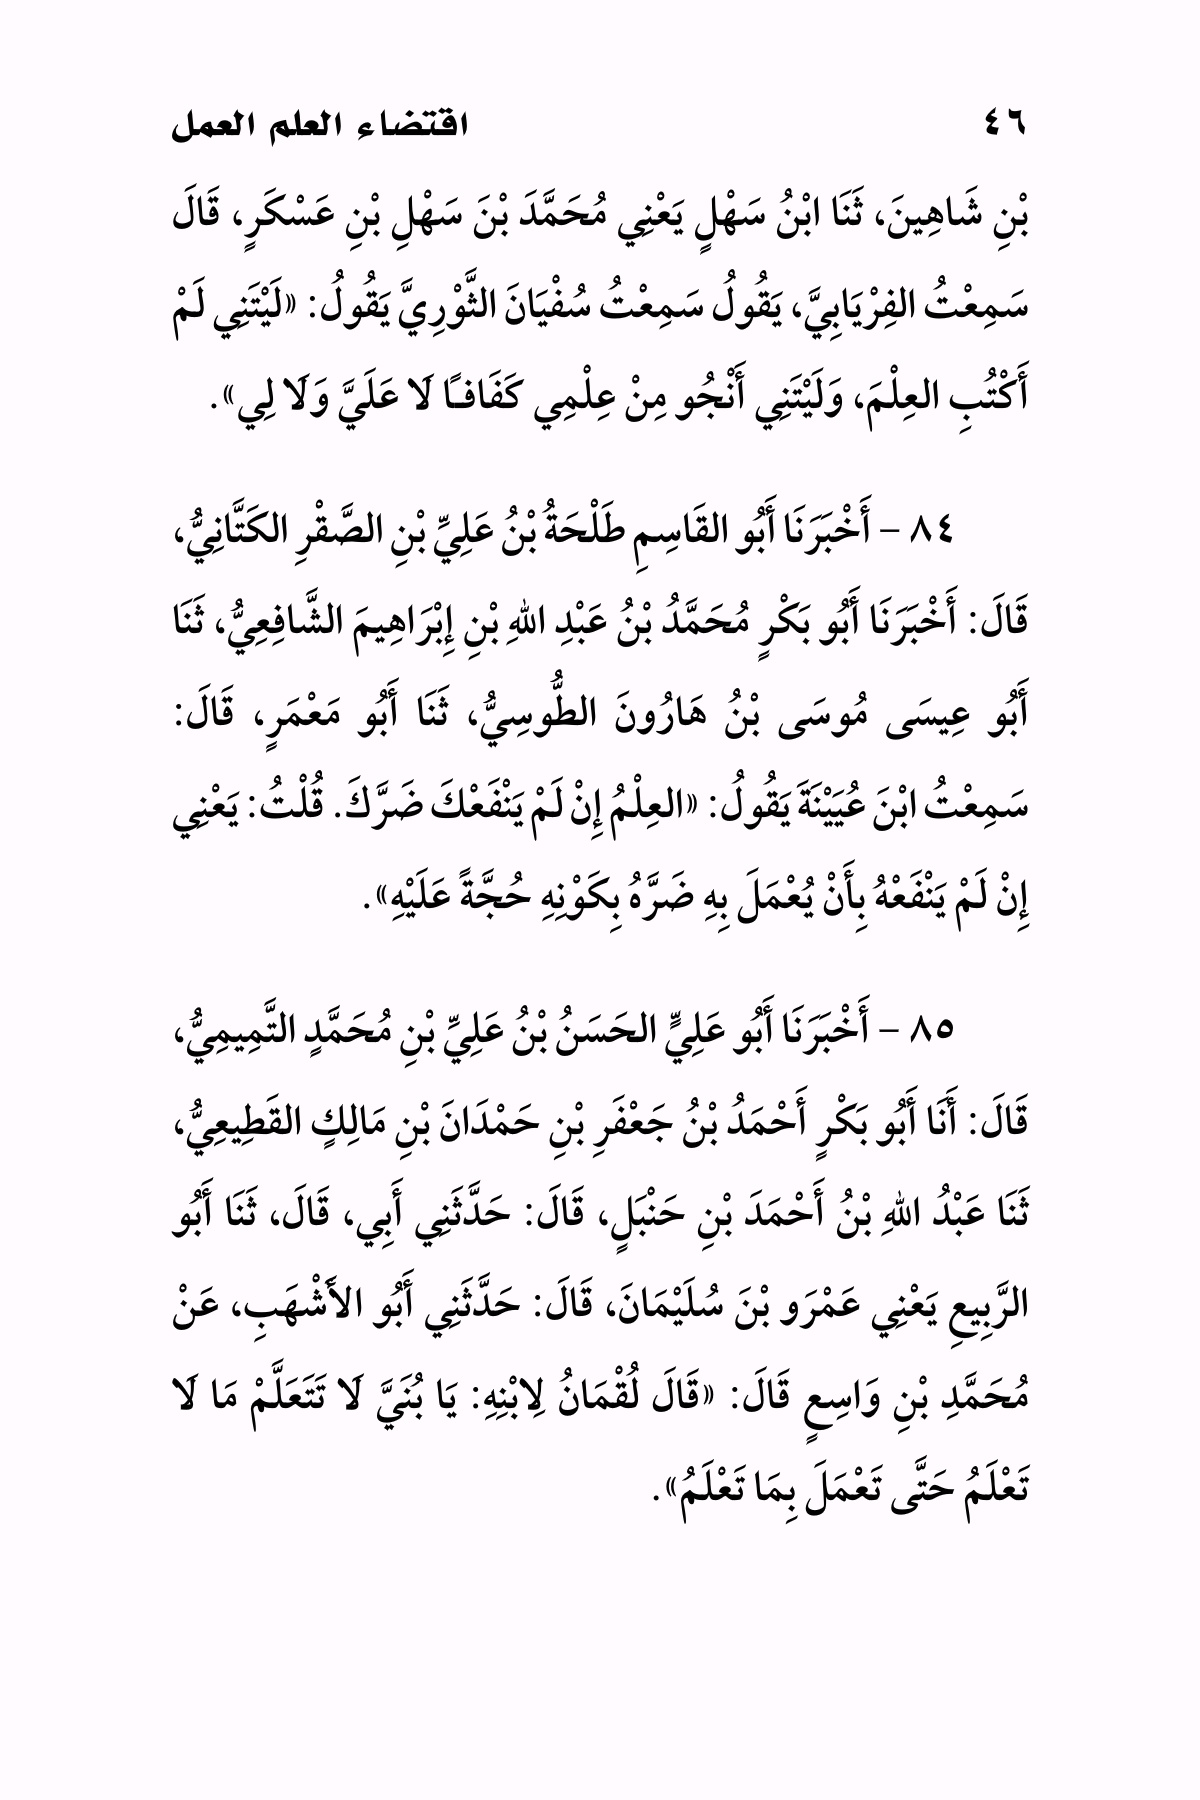 ٤٦ اقتضاء العلم العمل
بْنِ شَاهِينَ، ثَنَا ابْنُ سَهْلٍ يَعْنِي مُحَمَّدَ بْنَ سَهْلِ بْنِ عَسْكَرٍ، قَالَ
سَمِعْتُ الفِرْيَابِيَّ، يَقُولُ سَمِعْتُ سُفْيَانَ الثَّوْرِيَّ يَقُولُ: «لَيْتَنِي لَمْ
أَكْتُبِ العِلْمَ، وَلَيْتَنِي أَنْجُو مِنْ عِلْمِي كَفَافًا لَا عَلَيَّ وَلَا لِي».
٨٤ – أَخْبَرَنَا أَبُو القَاسِمِ طَلْحَةُ بْنُ عَلِيِّ بْنِ الصَّقْرِ الكَتَّانِيُّ،
قَالَ: أَخْبَرَنَا أَبُو بَكْرٍ مُحَمَّدُ بْنُ عَبْدِ اللهِ بْنِ إِبْرَاهِيمَ الشَّافِعِيُّ، ثَنَا
أَبُو عِيسَى مُوسَى بْنُ هَارُونَ الطُّوسِيُّ، ثَنَا أَبُو مَعْمَرٍ، قَالَ:
سَمِعْتُ ابْنَ عُيَيْنَةَ يَقُولُ: «العِلْمُ إِنْ لَمْ يَنْفَعْكَ ضَرَّكَ. قُلْتُ: يَعْنِي
إِنْ لَمْ يَنْفَعْهُ بِأَنْ يُعْمَلَ بِهِ ضَرَّهُ بِكَوْنِهِ حُجَّةً عَلَيْهِ».
٨٥ – أَخْبَرَنَا أَبُو عَلِيٍّ الحَسَنُ بْنُ عَلِيِّ بْنِ مُحَمَّدٍ التَّمِيمِيُّ،
قَالَ: أَنَا أَبُو بَكْرٍ أَحْمَدُ بْنُ جَعْفَرِ بْنِ حَمْدَانَ بْنِ مَالِكٍ القَطِيعِيُّ،
ثَنَا عَبْدُ اللهِ بْنُ أَحْمَدَ بْنِ حَنْبَلٍ، قَالَ: حَدَّثَنِي أَبِي، قَالَ، ثَنَا أَبُو
الرَّبِيعِ يَعْنِي عَمْرَو بْنَ سُلَيْمَانَ، قَالَ: حَدَّثَنِي أَبُو الأَشْهَبِ، عَنْ
مُحَمَّدِ بْنِ وَاسِعٍ قَالَ: «قَالَ لُقْمَانُ لِابْنِهِ: يَا بُنَيَّ لَا تَتَعَلَّمْ مَا لَا
تَعْلَمُ حَتَّى تَعْمَلَ بِمَا تَعْلَمُ».